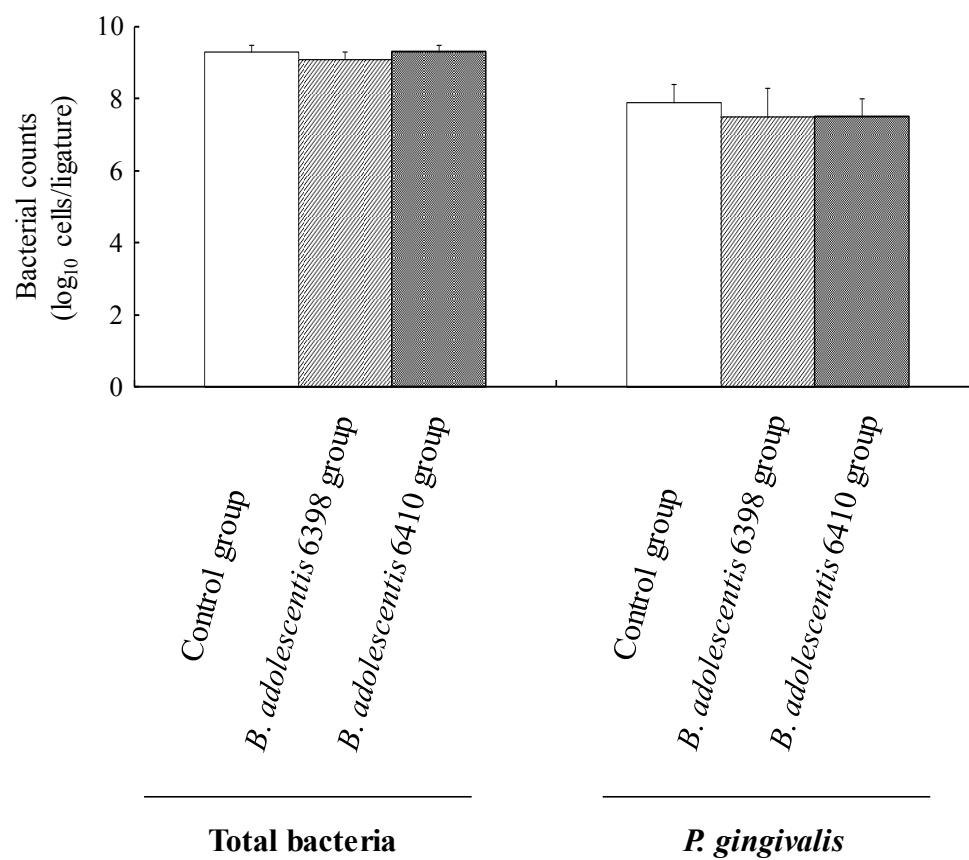 Bacterial counts
(log₁₀ cells/ligature)
10
8
6
4
2
0
Control group
B. adolescentis 6398 group
B. adolescentis 6410 group
Control group
B. adolescentis 6398 group
B. adolescentis 6410 group
Total bacteria
P. gingivalis